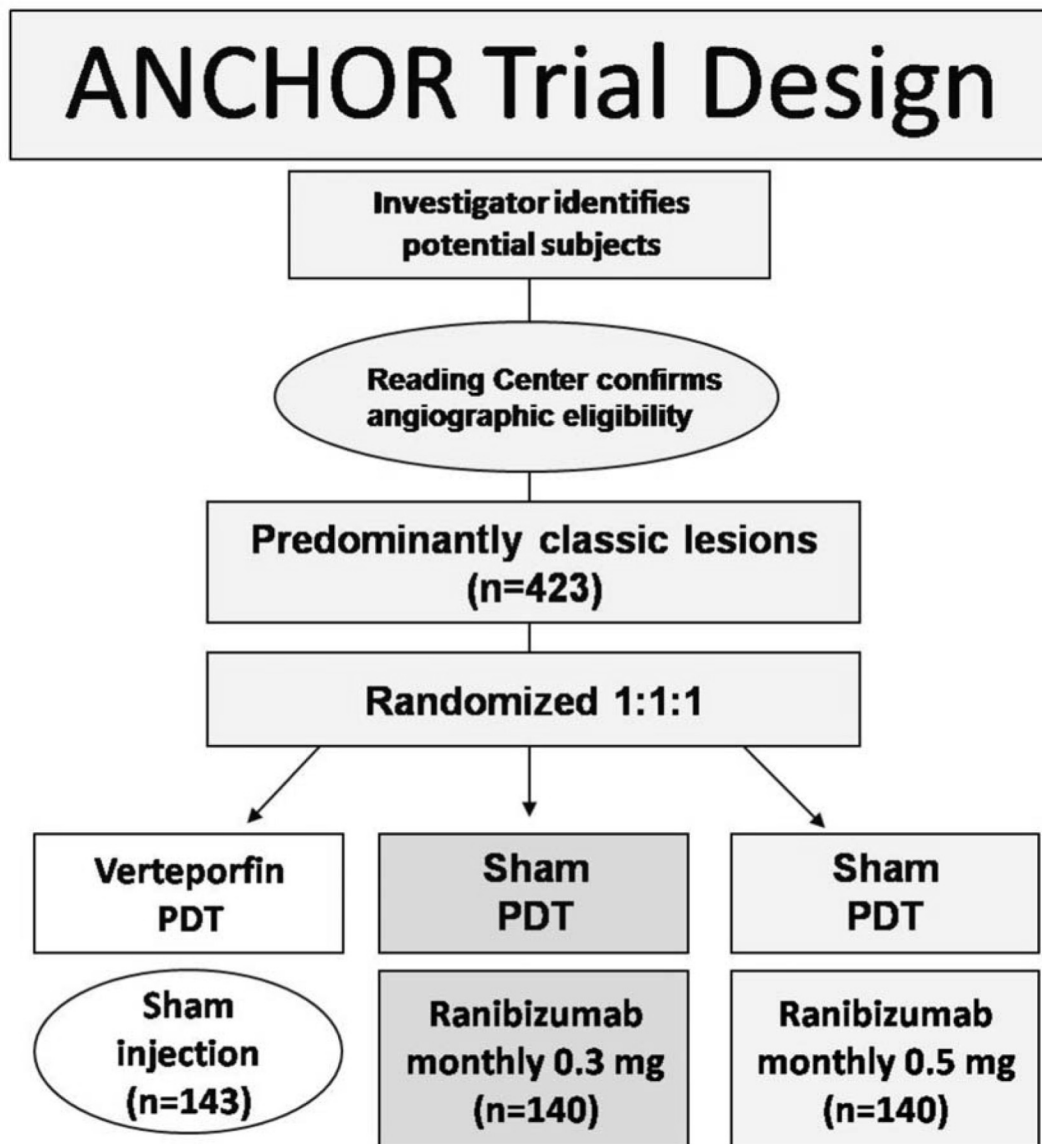 ANCHOR Trial Design
Investigator identifies
potential subjects
Reading Center confirms
angiographic eligibility
Predominantly classic lesions
(n=423)
Randomized 1:1:1
Verteporfin
PDT
Sham
injection
(n=143)
Sham
PDT
Ranibizumab
monthly 0.3 mg
(n=140)
Sham
PDT
Ranibizumab
monthly 0.5 mg
(n=140)